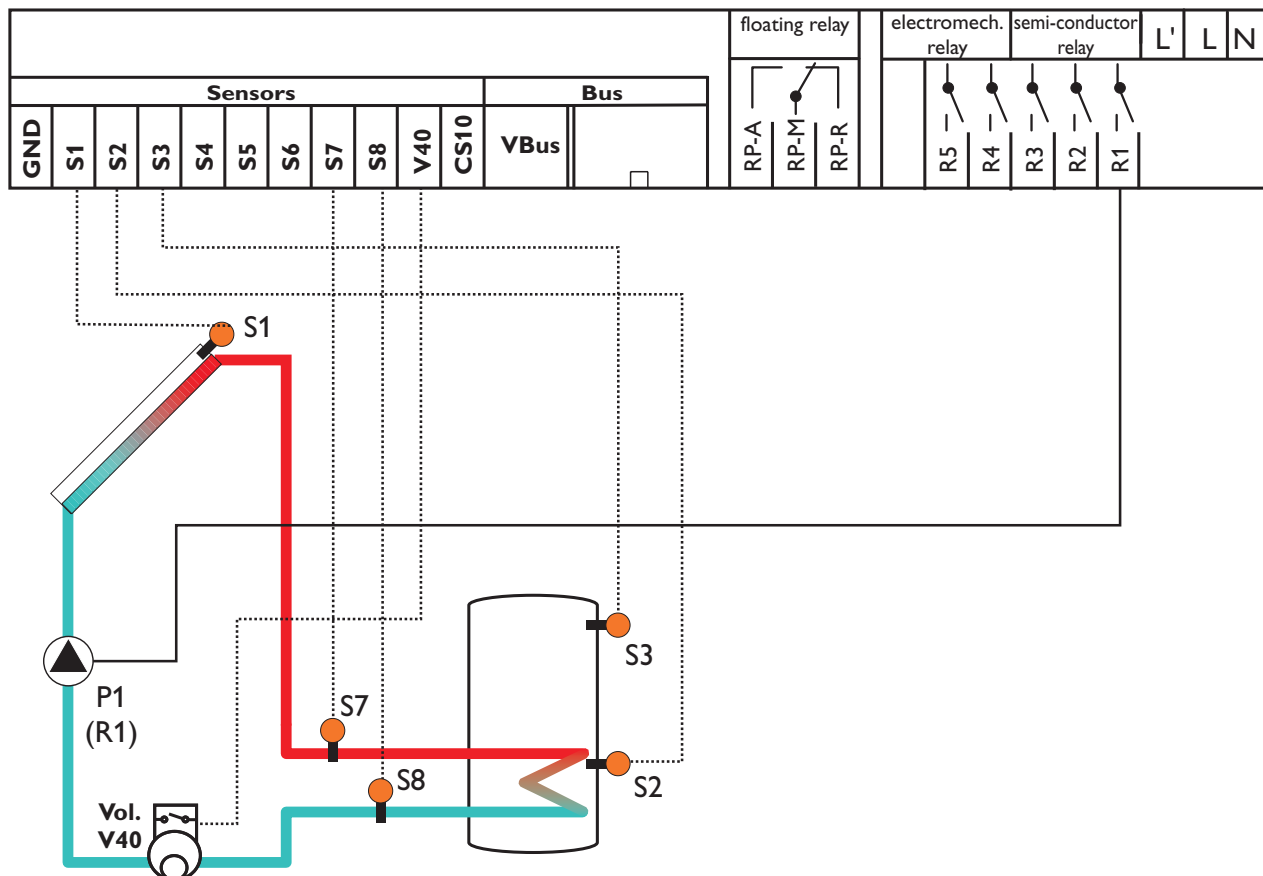 floating relay
electromech. relay
semi-conductor relay
L'
L
N
Sensors
Bus
GND
S1
S2
S3
S4
S5
S6
S7
S8
V40
CS10
VBus
RP-A
RP-M
RP-R
R5
R4
R3
R2
R1
S1
S3
P1
(R1)
S7
S2
S8
Vol.
V40